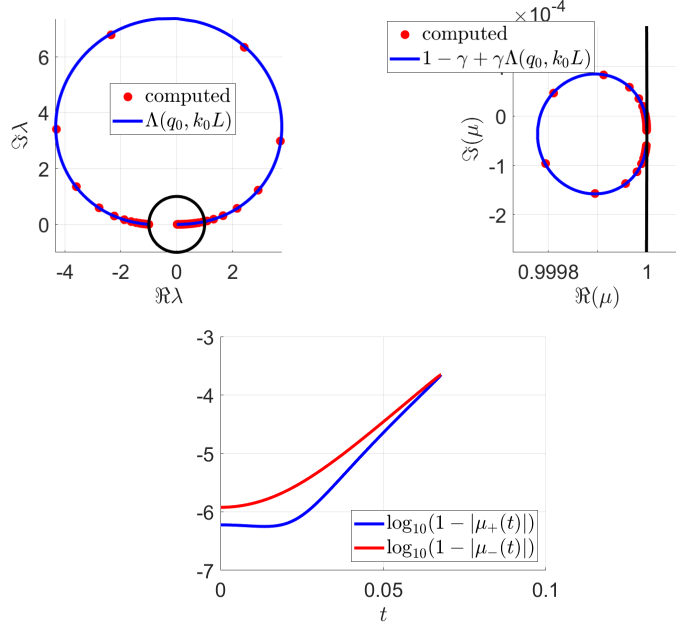 6
4
2
0
ℑλ
computed
Λ(q₀, k₀L)
-4 -2 0 2
ℜλ
×10⁻⁴
computed
1 − γ + γΛ(q₀, k₀L)
0
-1
-2
ℑ(μ)
0.9998 1
ℜ(μ)
-3
-4
-5
-6
-7
log₁₀(1 − |μ₊(t)|)
log₁₀(1 − |μ₋(t)|)
0 0.05 0.1
t